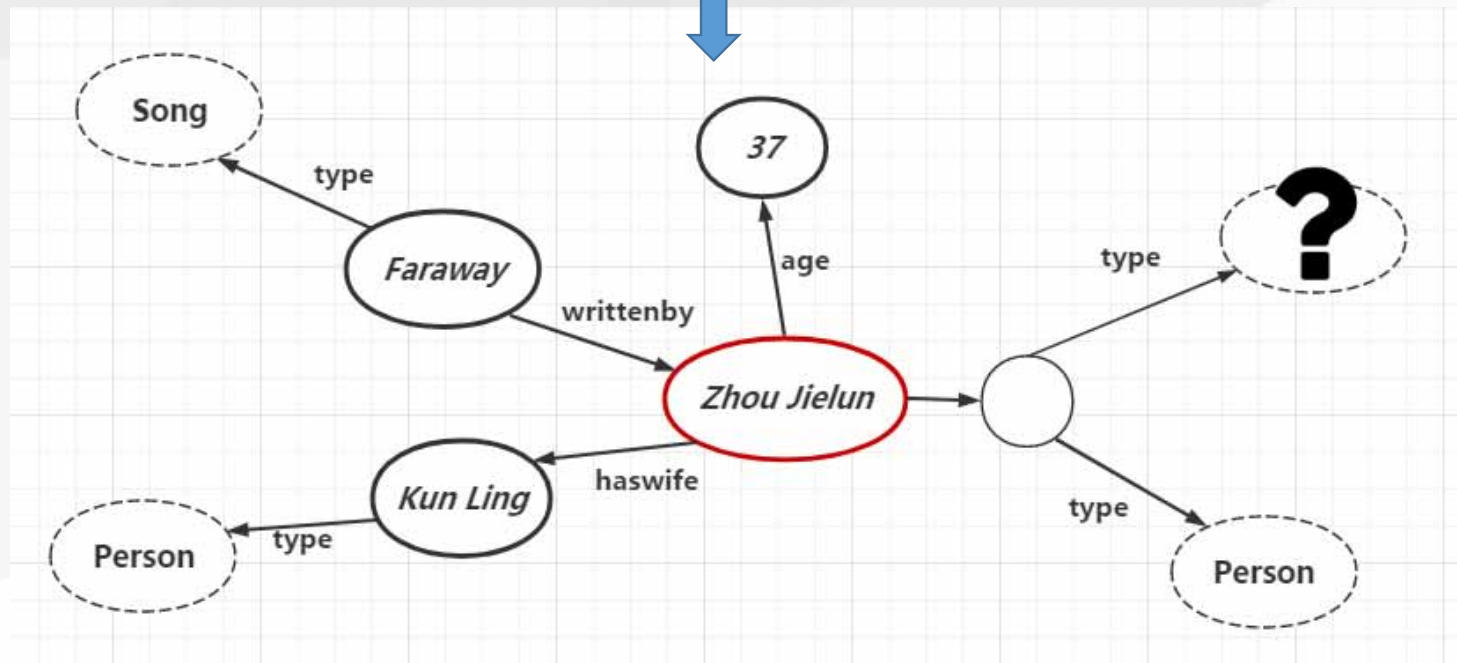 Song
37
type
?
Faraway
age
type
writtenby
Zhou Jielun
haswife
Kun Ling
type
type
Person
Person